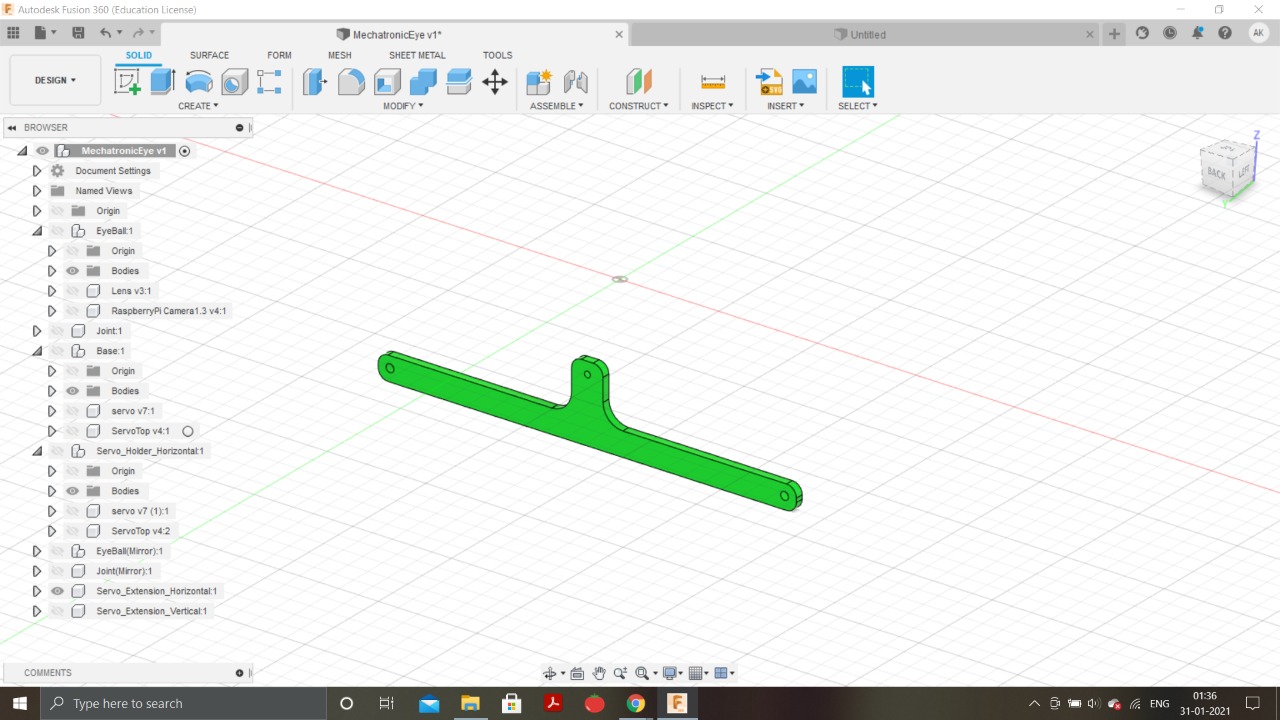 Autodesk Fusion 360 (Education License)
MechatronicEye v1*
Untitled
AK
SOLID
SURFACE
FORM
MESH
SHEET METAL
TOOLS
DESIGN
CREATE
MODIFY
ASSEMBLE
CONSTRUCT
INSPECT
INSERT
SELECT
SVG
BROWSER
MechatronicEye v1
Document Settings
Named Views
Origin
EyeBall:1
Origin
Bodies
Lens v3:1
RaspberryPi Camera1.3 v4:1
Joint:1
Base:1
Origin
Bodies
servo v7:1
ServoTop v4:1
Servo_Holder_Horizontal:1
Origin
Bodies
servo v7 (1):1
ServoTop v4:2
EyeBall(Mirror):1
Joint(Mirror):1
Servo_Extension_Horizontal:1
Servo_Extension_Vertical:1
Z
BACK
LEFT
Y
COMMENTS
Type here to search
ENG
01:36
31-01-2021